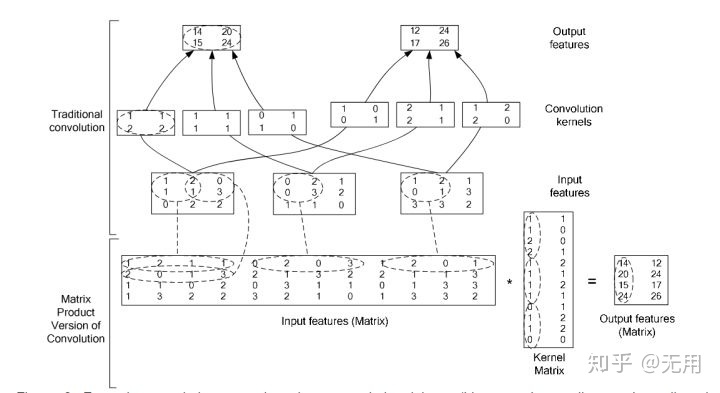 14 20
15 24
12 24
17 26
Output
features
Traditional
convolution
1 1
2 2
1 1
1 1
0 1
1 0
1 0
0 1
2 1
2 1
1 2
2 0
Convolution
kernels
1 2 0
1 1 3
0 2 2
0 2 1
0 3 2
1 1 0
1 2 1
0 1 3
3 3 2
Input
features
Matrix
Product
Version of
Convolution
1 2 1 1 0 2 0 3 1 2 0 1
2 0 1 3 2 1 3 2 2 1 1 3
1 1 0 2 0 3 1 1 0 1 3 3
1 3 2 2 3 2 1 0 1 3 3 2
Input features (Matrix)
*
1 1
1 0
2 0
2 1
1 2
1 1
1 2
1 1
0 1
1 2
1 2
0 0
Kernel
Matrix
=
14 12
20 24
15 17
24 26
Output features
(Matrix)
知乎 @无用